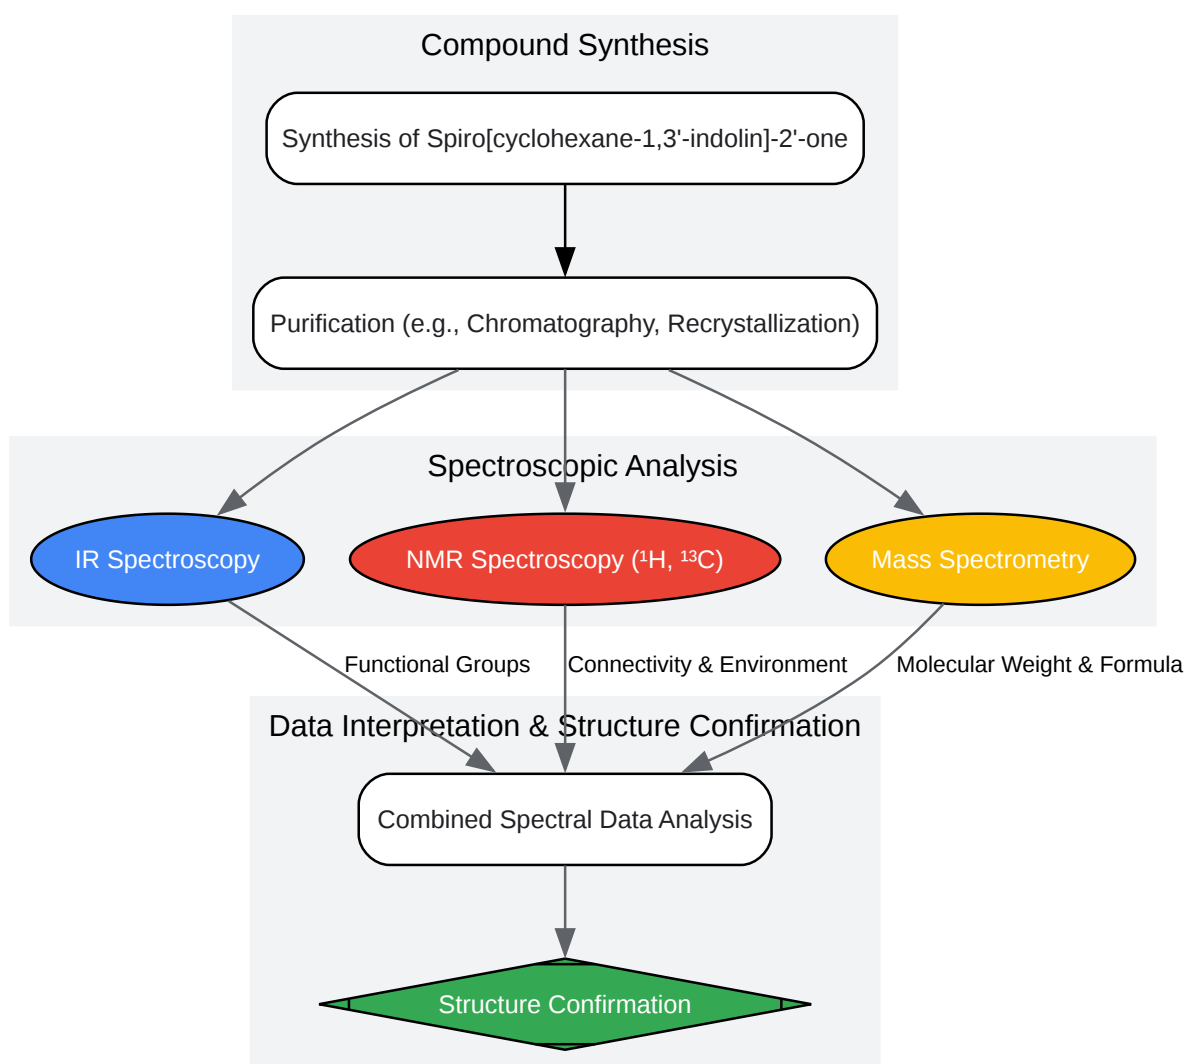 Compound Synthesis
Synthesis of Spiro[cyclohexane-1,3'-indolin]-2'-one
Purification (e.g., Chromatography, Recrystallization)
Spectroscopic Analysis
IR Spectroscopy
NMR Spectroscopy (¹H, ¹³C)
Mass Spectrometry
Functional Groups
Connectivity & Environment
Molecular Weight & Formula
Data Interpretation & Structure Confirmation
Combined Spectral Data Analysis
Structure Confirmation